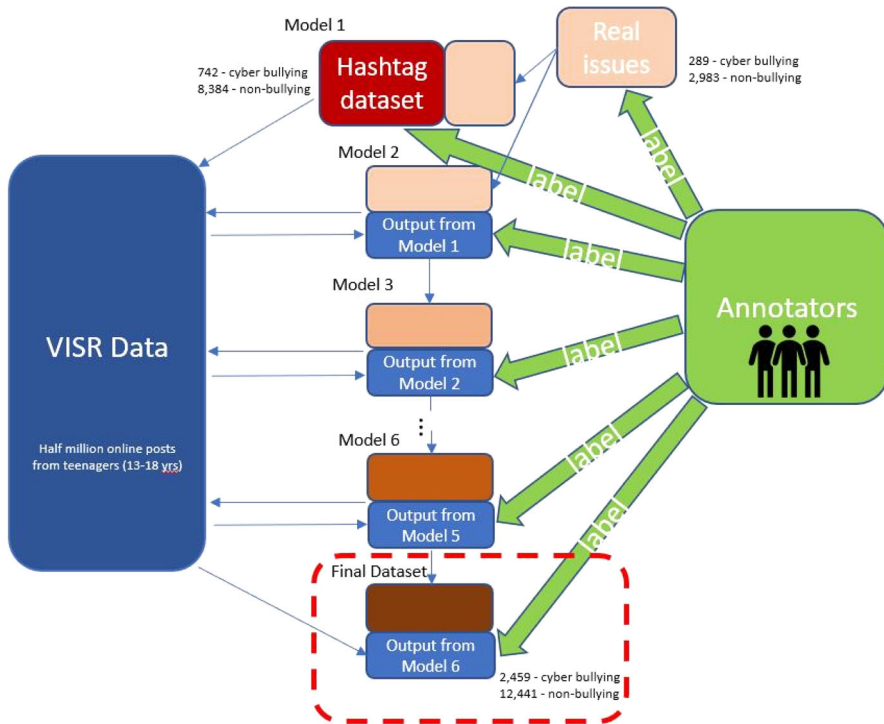 Model 1
Hashtag
dataset
Real
issues
742 - cyber bullying
8,384 - non-bullying
289 - cyber bullying
2,983 - non-bullying
label
label
Model 2
Output from
Model 1
label
Model 3
Output from
Model 2
label
...
Model 6
Output from
Model 5
label
Final Dataset
Output from
Model 6
label
2,459 - cyber bullying
12,441 - non-bullying
VISR Data
Half million online posts
from teenagers (13-18 yrs)
Annotators